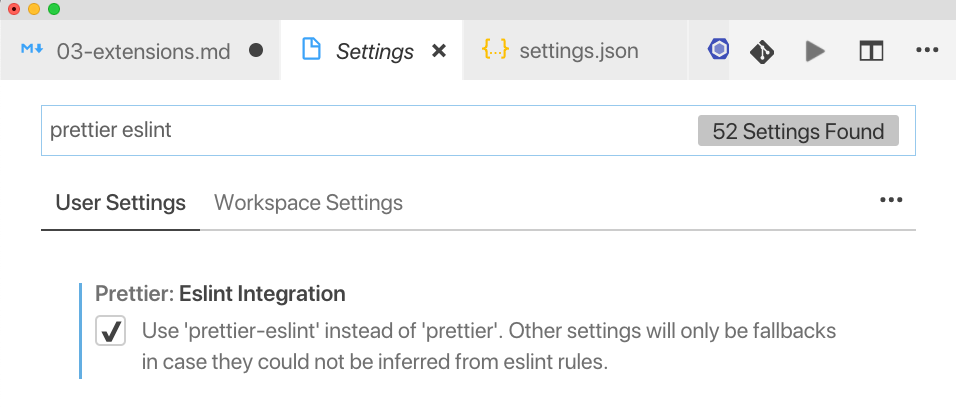 03-extensions.md Settings settings.json
prettier eslint 52 Settings Found
User Settings Workspace Settings
Prettier: Eslint Integration
Use 'prettier-eslint' instead of 'prettier'. Other settings will only be fallbacks
in case they could not be inferred from eslint rules.